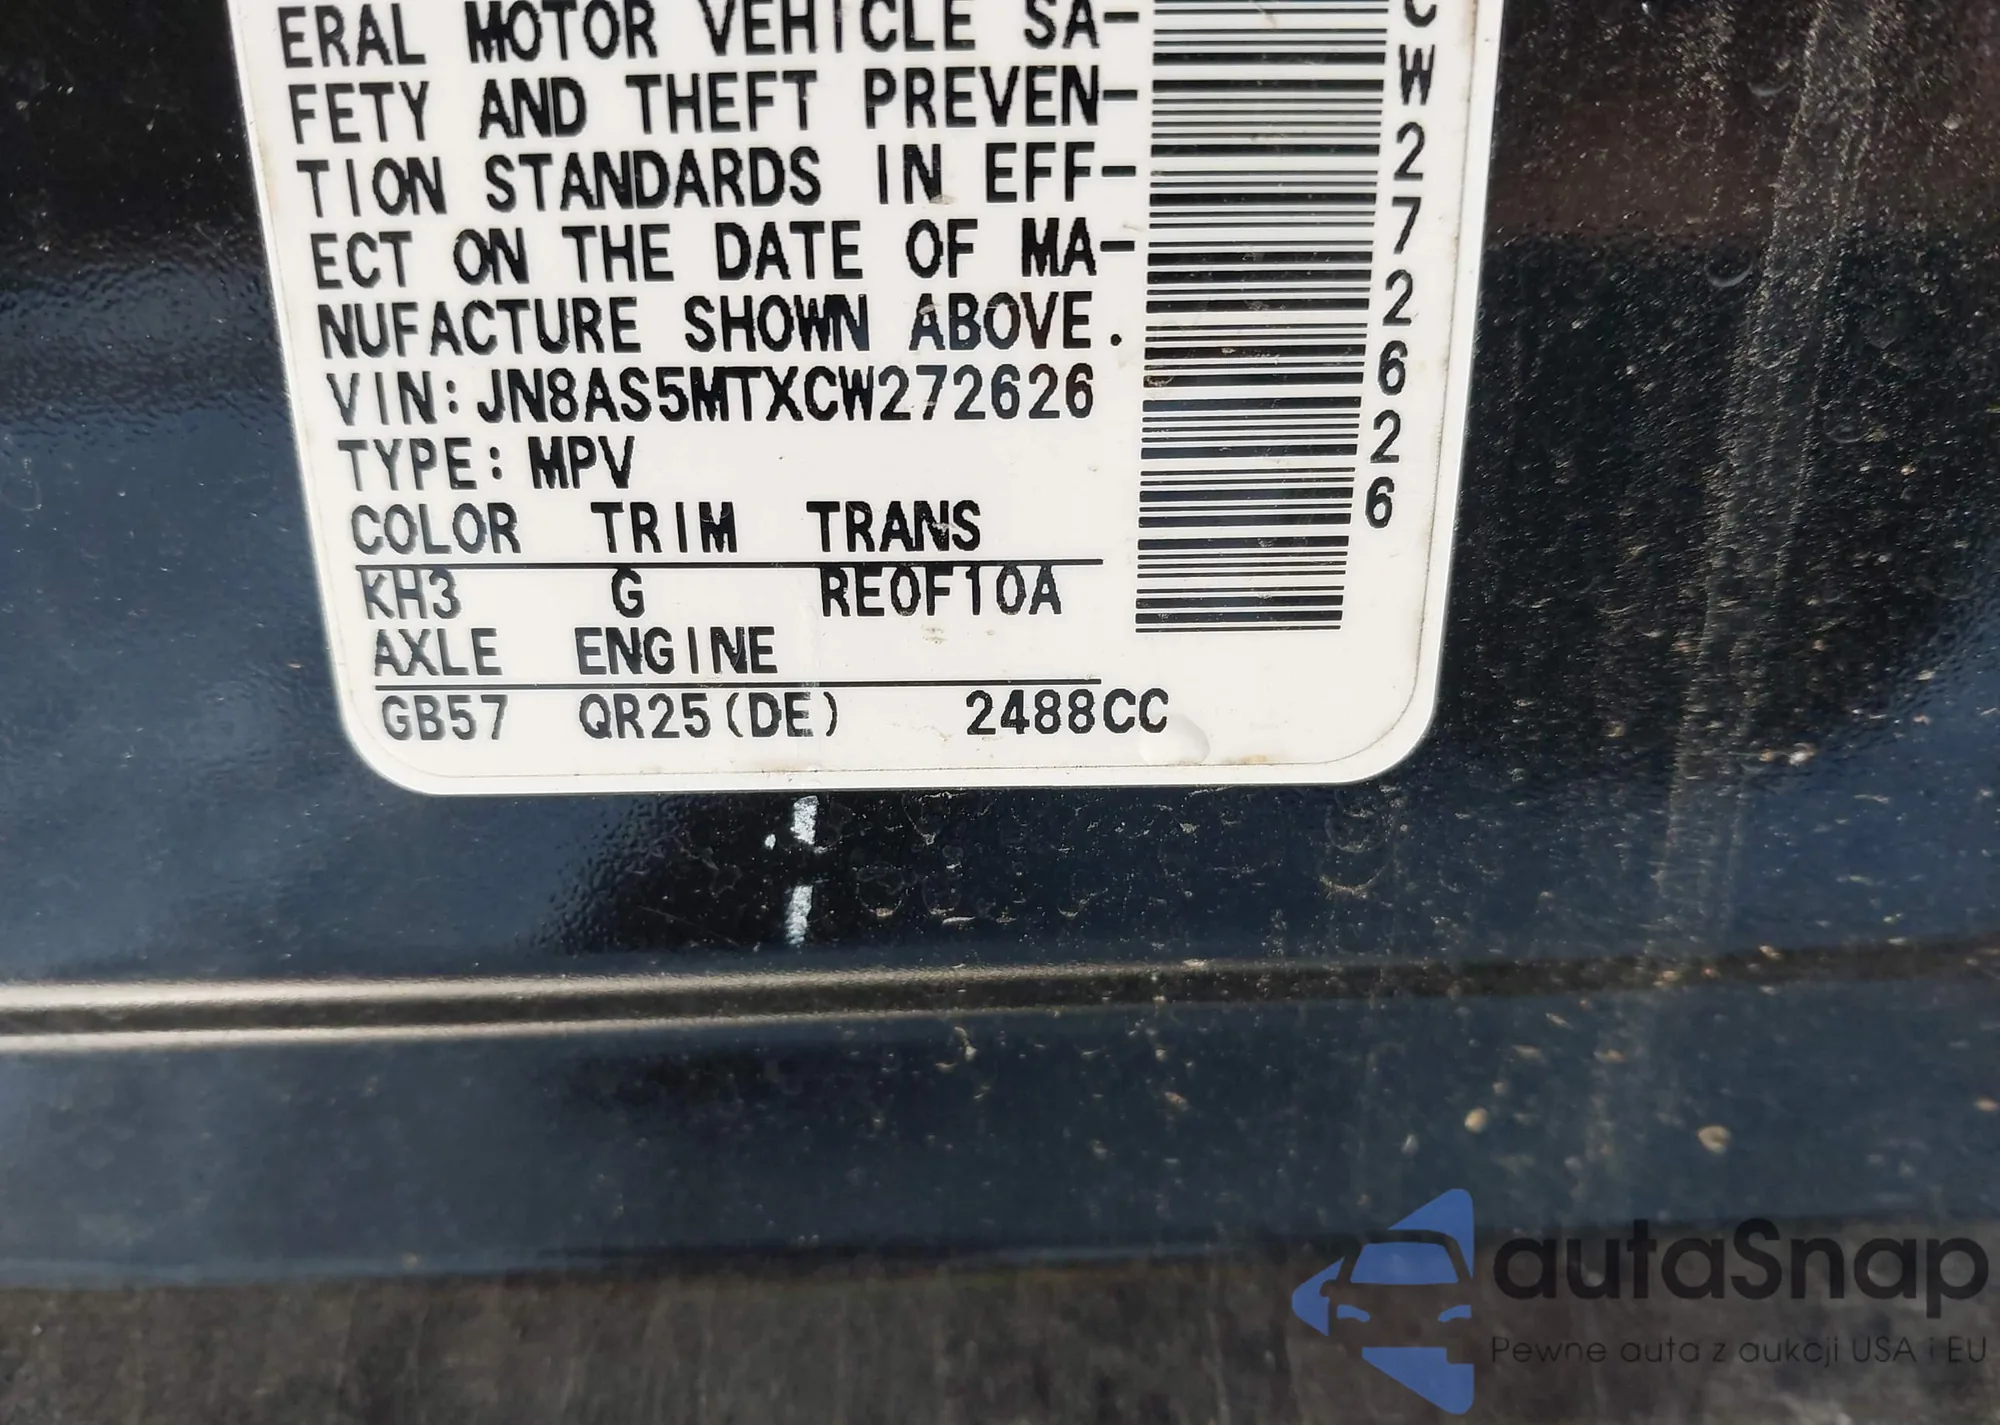 ERAL MOTOR VEHICLE SA-
FETY AND THEFT PREVEN-
TION STANDARDS IN EFF-
ECT ON THE DATE OF MA-
NUFACTURE SHOWN ABOVE.
VIN:JN8AS5MTXCW272626
TYPE:MPV
COLOR TRIM TRANS
KH3 G RE0F10A
AXLE ENGINE
GB57 QR25(DE) 2488CC
CW272626
autaSnap
Pewne auta z aukcji USA i EU